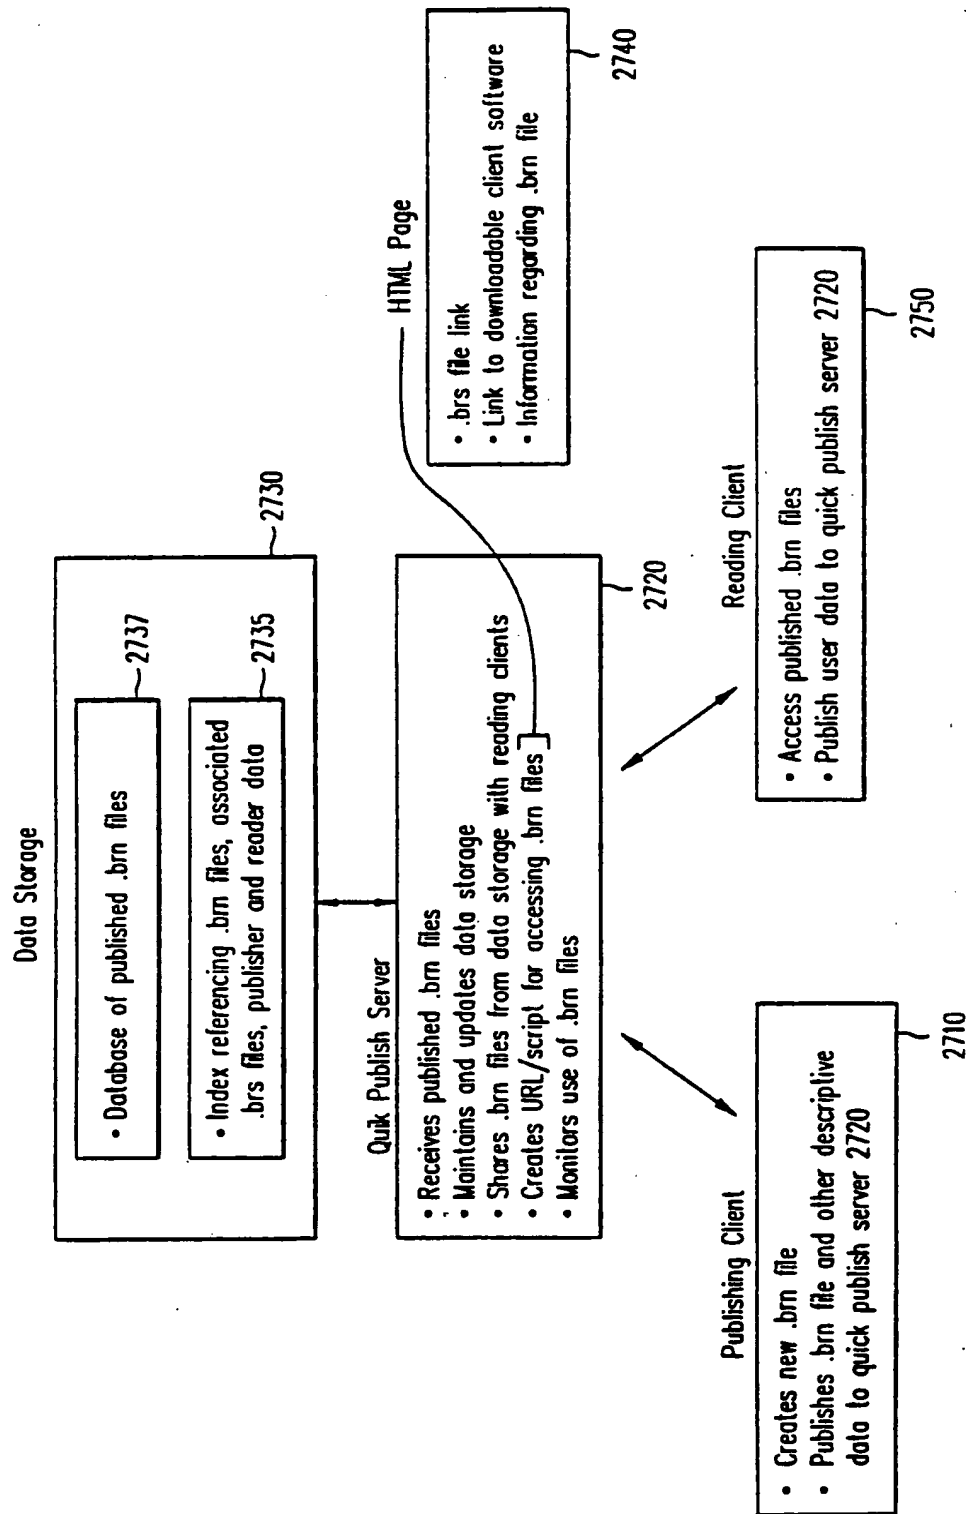 Data Storage
• Database of published .brn files
2737
• Index referencing .brn files, associated
.brs files, publisher and reader data
2735
2730
Quik Publish Server
• Receives published .brn files
• Maintains and updates data storage
• Shares .brn files from data storage with reading clients
• Creates URL/script for accessing .brn files
• Monitors use of .brn files
2720
HTML Page
• .brs file link
• Link to downloadable client software
• Information regarding .brn file
2740
Publishing Client
• Creates new .brn file
• Publishes .brn file and other descriptive
data to quick publish server 2720
2710
Reading Client
• Access published .brn files
• Publish user data to quick publish server 2720
2750